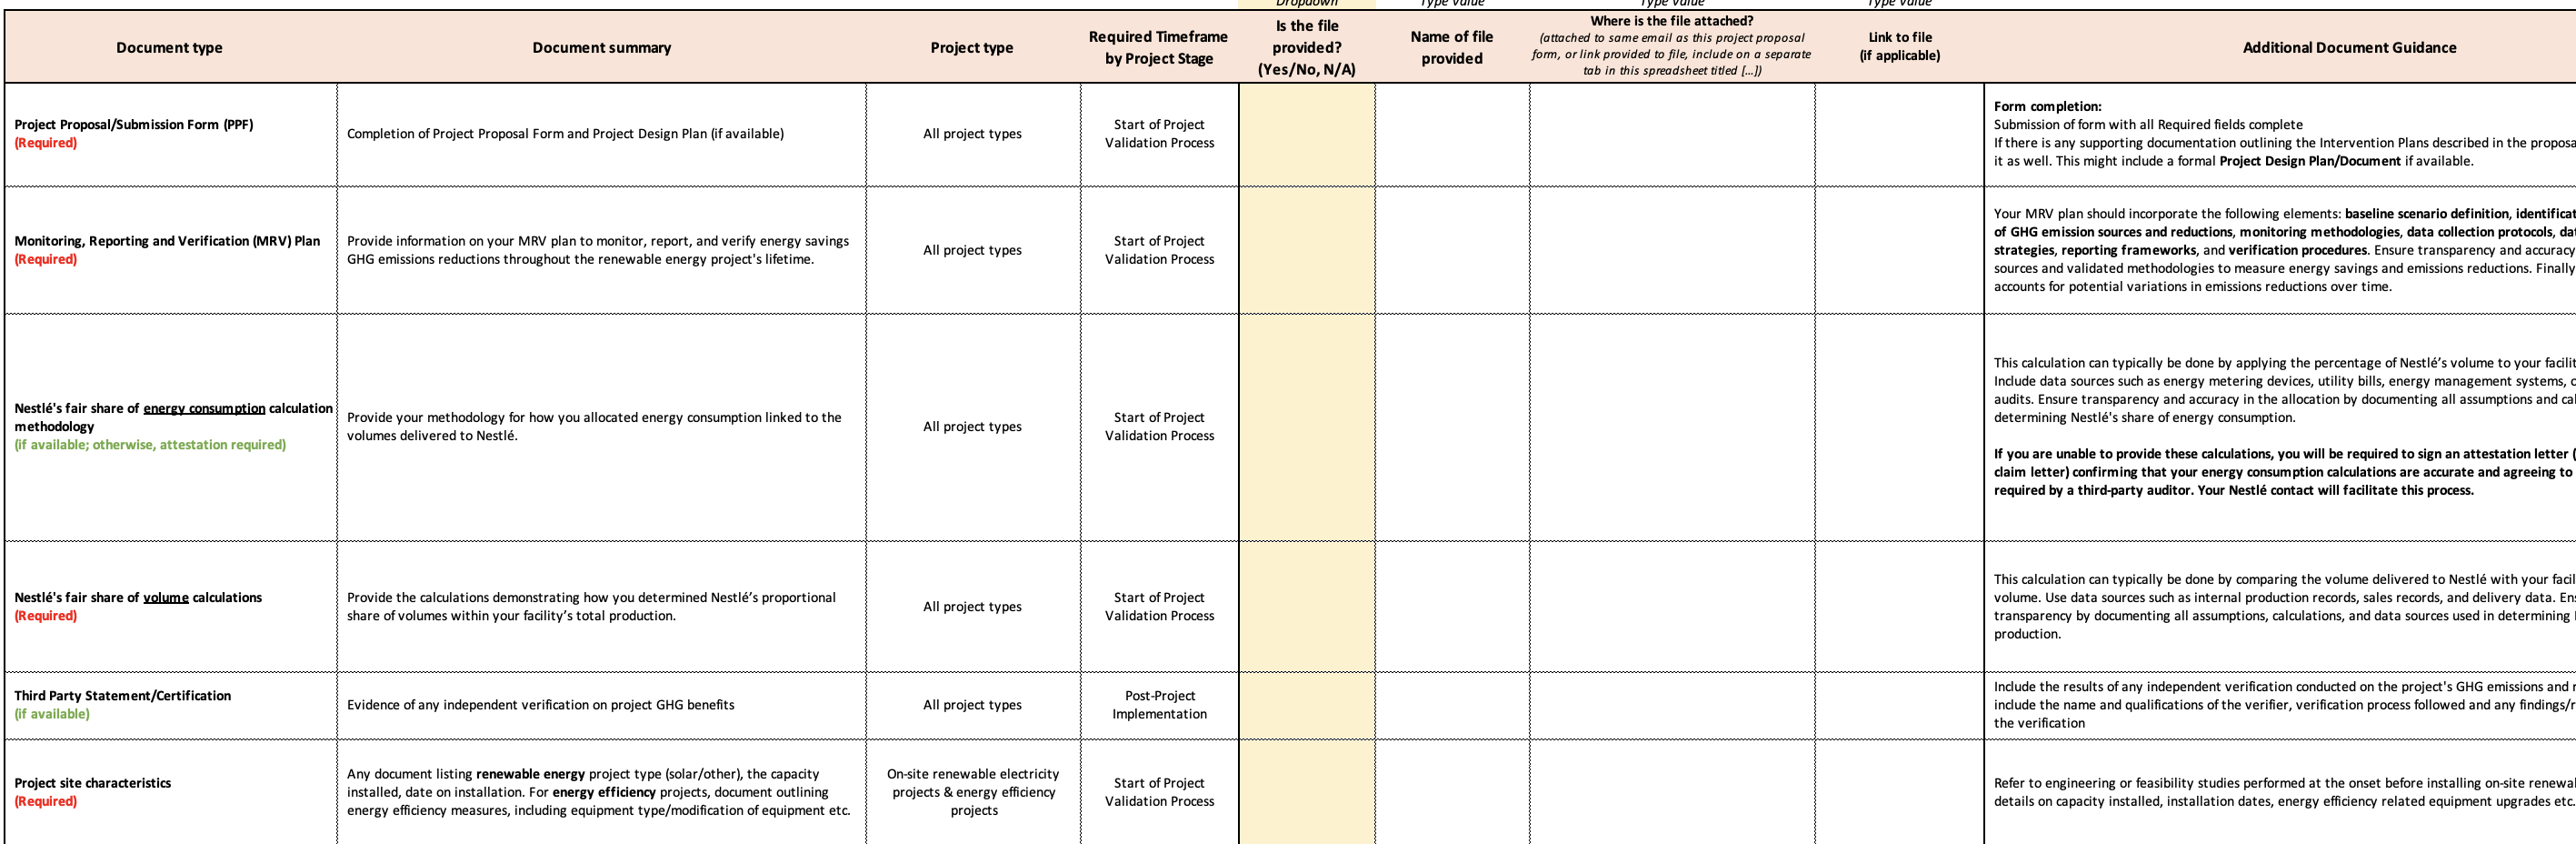 Dropdown
Type value
Type value
Type value
Document type
Document summary
Project type
Required Timeframe
by Project Stage
Is the file
provided?
(Yes/No, N/A)
Name of file
provided
Where is the file attached?
(attached to same email as this project proposal
form, or link provided to file, include on a separate
tab in this spreadsheet titled [...])
Link to file
(if applicable)
Additional Document Guidance
Project Proposal/Submission Form (PPF)
(Required)
Completion of Project Proposal Form and Project Design Plan (if available)
All project types
Start of Project
Validation Process
Form completion:
Submission of form with all Required fields complete
If there is any supporting documentation outlining the Intervention Plans described in the
it as well. This might include a formal Project Design Plan/Document if available.
Monitoring, Reporting and Verification (MRV) Plan
(Required)
Provide information on your MRV plan to monitor, report, and verify energy savings
GHG emissions reductions throughout the renewable energy project's lifetime.
All project types
Start of Project
Validation Process
Your MRV plan should incorporate the following elements: baseline scenario definition,
of GHG emission sources and reductions, monitoring methodologies, data collection protocols,
strategies, reporting frameworks, and verification procedures. Ensure transparency and accuracy
sources and validated methodologies to measure energy savings and emissions reductions. Finally
accounts for potential variations in emissions reductions over time.
Nestlé's fair share of energy consumption calculation
methodology
(if available; otherwise, attestation required)
Provide your methodology for how you allocated energy consumption linked to the
volumes delivered to Nestlé.
All project types
Start of Project
Validation Process
This calculation can typically be done by applying the percentage of Nestlé’s volume to your
Include data sources such as energy metering devices, utility bills, energy management systems,
audits. Ensure transparency and accuracy in the allocation by documenting all assumptions and
determining Nestlé's share of energy consumption.
If you are unable to provide these calculations, you will be required to sign an attestation letter (
claim letter) confirming that your energy consumption calculations are accurate and agreeing to
required by a third-party auditor. Your Nestlé contact will facilitate this process.
Nestlé's fair share of volume calculations
(Required)
Provide the calculations demonstrating how you determined Nestlé’s proportional
share of volumes within your facility’s total production.
All project types
Start of Project
Validation Process
This calculation can typically be done by comparing the volume delivered to Nestlé with your
volume. Use data sources such as internal production records, sales records, and delivery data.
transparency by documenting all assumptions, calculations, and data sources used in determining
production.
Third Party Statement/Certification
(if available)
Evidence of any independent verification on project GHG benefits
All project types
Post-Project
Implementation
Include the results of any independent verification conducted on the project's GHG emissions and
include the name and qualifications of the verifier, verification process followed and any
the verification
Project site characteristics
(Required)
Any document listing renewable energy project type (solar/other), the capacity
installed, date on installation. For energy efficiency projects, document outlining
energy efficiency measures, including equipment type/modification of equipment etc.
On-site renewable electricity
projects & energy efficiency
projects
Start of Project
Validation Process
Refer to engineering or feasibility studies performed at the onset before installing on-site
details on capacity installed, installation dates, energy efficiency related equipment upgrades etc.